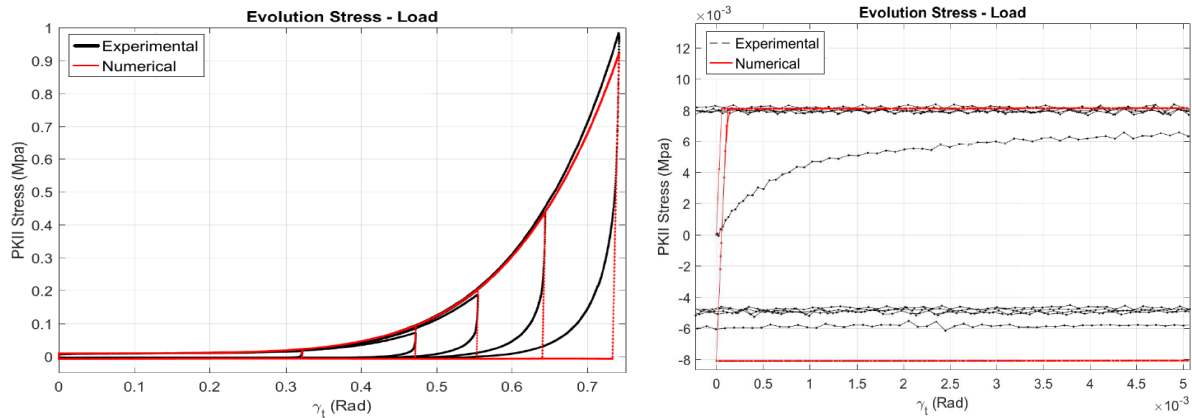 Evolution Stress - Load
Experimental
Numerical
PKII Stress (Mpa)
1
0.9
0.8
0.7
0.6
0.5
0.4
0.3
0.2
0.1
0
0 0.1 0.2 0.3 0.4 0.5 0.6 0.7
γt (Rad)
×10-3
Evolution Stress - Load
Experimental
Numerical
PKII Stress (Mpa)
12
10
8
6
4
2
0
-2
-4
-6
-8
0 0.5 1 1.5 2 2.5 3 3.5 4 4.5 5
γt (Rad)
×10-3